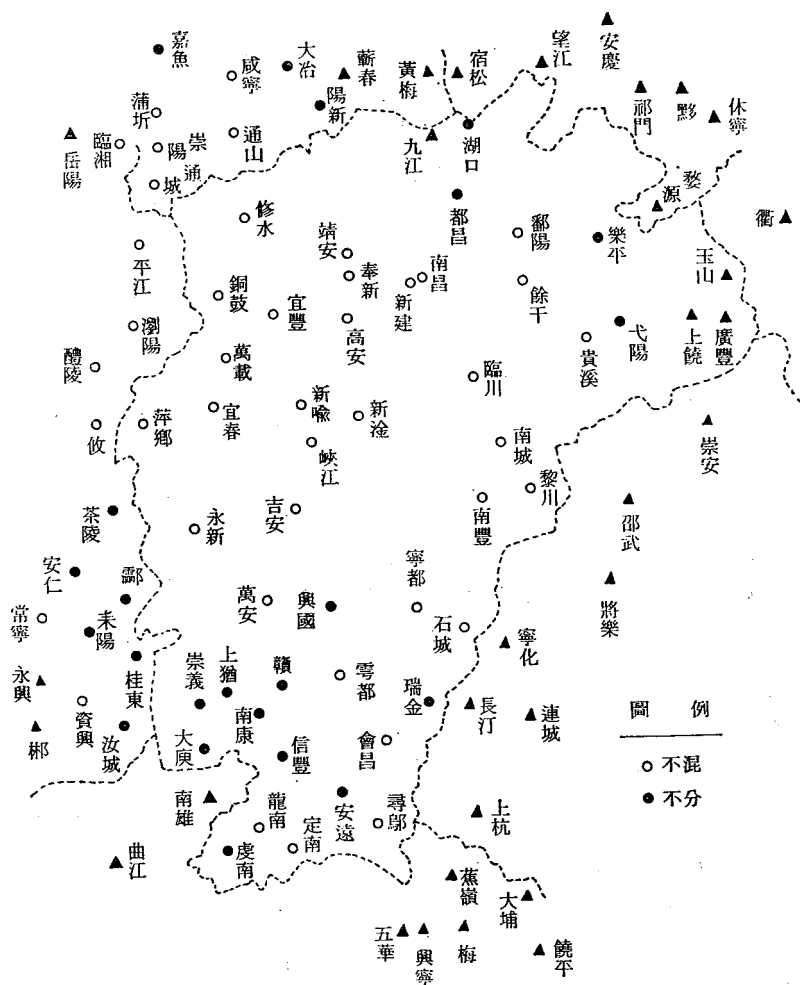 嘉魚
咸寧
大冶
陽新
蘄春
黃梅
宿松
望江
安慶
祁門
黟
休寧
蒲圻
臨湘
岳陽
崇陽
通城
通山
九江
湖口
都昌
婺源
衢
修水
靖安
奉新
南昌
新建
鄱陽
樂平
餘干
玉山
平江
銅鼓
宜豐
高安
瀏陽
萬載
醴陵
貴溪
弋陽
上饒
廣豐
臨川
攸
萍鄉
宜春
新喩
新淦
峽江
南城
黎川
南豐
崇安
邵武
茶陵
永新
吉安
安仁
酃
萬安
興國
寧都
石城
將樂
寧化
常寧
耒陽
桂東
永興
資興
郴
汝城
崇義
上猶
贛
雩都
瑞金
長汀
連城
南康
大庾
信豐
會昌
圖 例
不混
不分
南雄
龍南
定南
安遠
尋鄔
上杭
曲江
虔南
蕉嶺
大埔
五華
興寧
梅
饒平